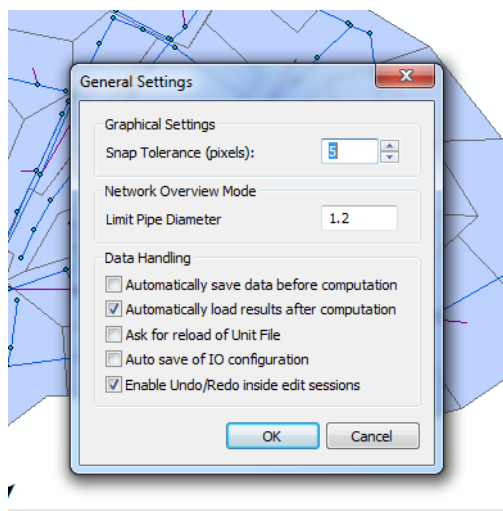 General Settings
Graphical Settings
Snap Tolerance (pixels): 5
Network Overview Mode
Limit Pipe Diameter 1.2
Data Handling
Automatically save data before computation
Automatically load results after computation
Ask for reload of Unit File
Auto save of IO configuration
Enable Undo/Redo inside edit sessions
OK Cancel